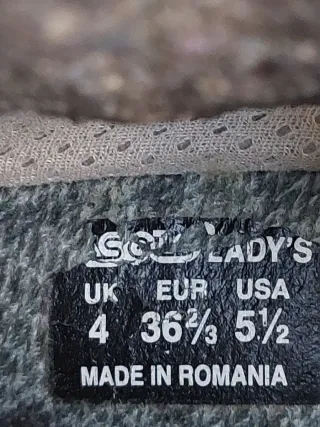 LADY'S
UK EUR USA
4 36⅔ 5½
MADE IN ROMANIA